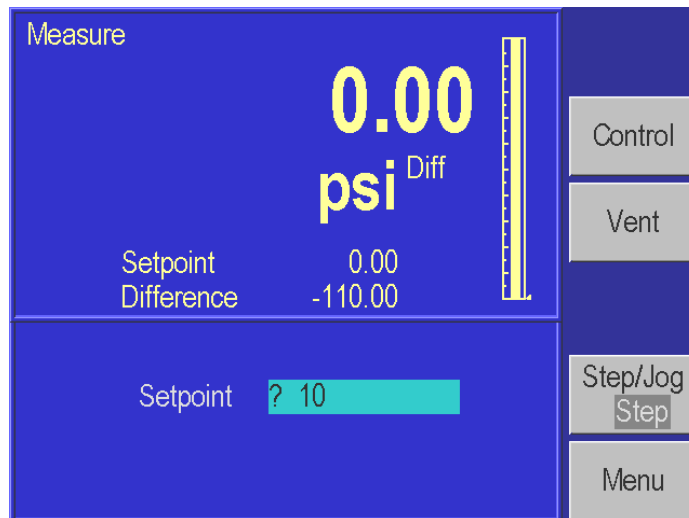 Measure
0.00
psi Diff
Setpoint 0.00
Difference -110.00
Setpoint ? 10
Control
Vent
Step/Jog
Step
Menu